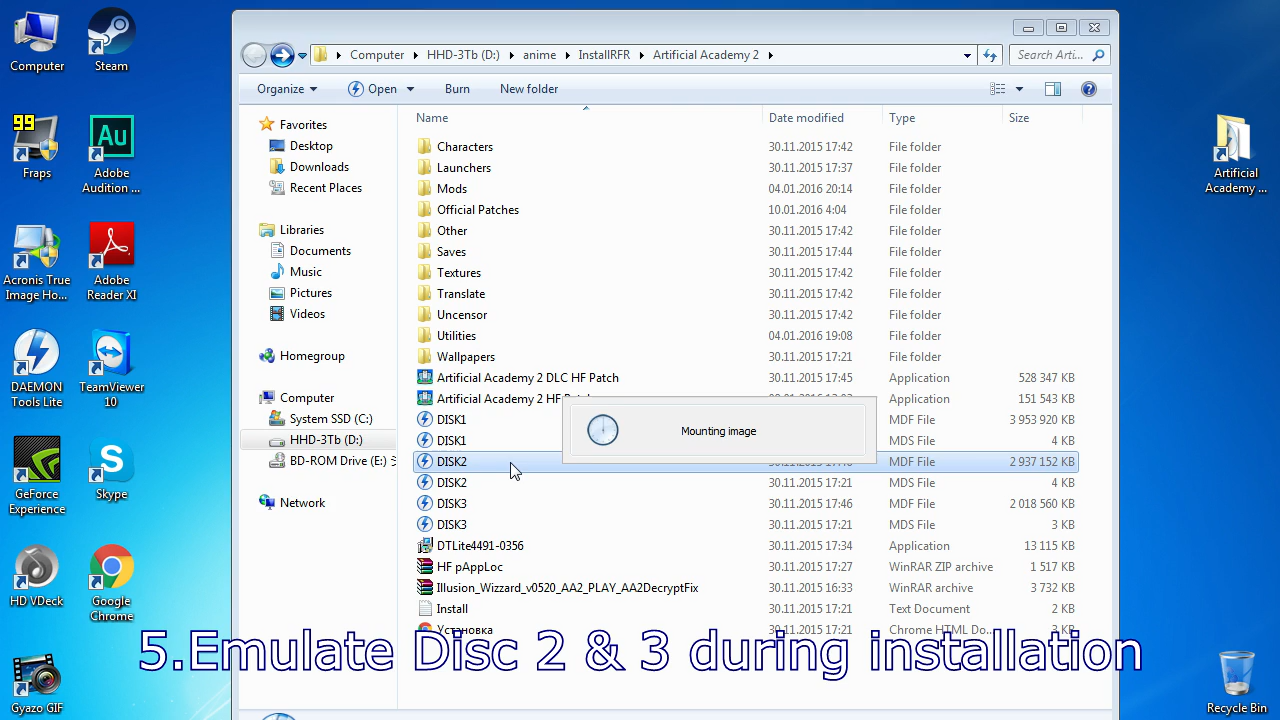 Computer
Steam
99
Fraps
Au
Adobe
Audition ...
Acronis True
Image Ho...
Adobe
Reader XI
DAEMON
Tools Lite
TeamViewer
10
GeForce
Experience
Skype
HD VDeck
Google
Chrome
Gyazo GIF
Artificial
Academy ...
Recycle Bin
Computer HHD-3Tb (D:) anime InstallRFR Artificial Academy 2
Search Arti...
Organize Open Burn New folder
Favorites
Desktop
Downloads
Recent Places
Libraries
Documents
Music
Pictures
Videos
Homegroup
Computer
System SSD (C:)
HHD-3Tb (D:)
BD-ROM Drive (E:)
Network
Name Date modified Type Size
Characters 30.11.2015 17:42 File folder
Launchers 30.11.2015 17:37 File folder
Mods 04.01.2016 20:14 File folder
Official Patches 10.01.2016 4:04 File folder
Other 30.11.2015 17:42 File folder
Saves 30.11.2015 17:44 File folder
Textures 30.11.2015 17:42 File folder
Translate 30.11.2015 17:42 File folder
Uncensor 30.11.2015 17:42 File folder
Utilities 04.01.2016 19:08 File folder
Wallpapers 30.11.2015 17:21 File folder
Artificial Academy 2 DLC HF Patch 30.11.2015 17:45 Application 528 347 KB
Artificial Academy 2 HF Application 151 543 KB
DISK1 MDF File 3 953 920 KB
DISK1 MDS File 4 KB
Mounting image
DISK2 MDF File 2 937 152 KB
DISK2 30.11.2015 17:21 MDS File 4 KB
DISK3 30.11.2015 17:46 MDF File 2 018 560 KB
DISK3 30.11.2015 17:21 MDS File 3 KB
DTLite4491-0356 30.11.2015 17:34 Application 13 115 KB
HF pAppLoc 30.11.2015 17:27 WinRAR ZIP archive 1 517 KB
Illusion_Wizzard_v0520_AA2_PLAY_AA2DecryptFix 30.11.2015 16:33 WinRAR archive 3 732 KB
Install 30.11.2015 17:21 Text Document 2 KB
Установка 30.11.2015 17:21 Chrome HTML Do... 3 KB
5.Emulate Disc 2 & 3 during installation